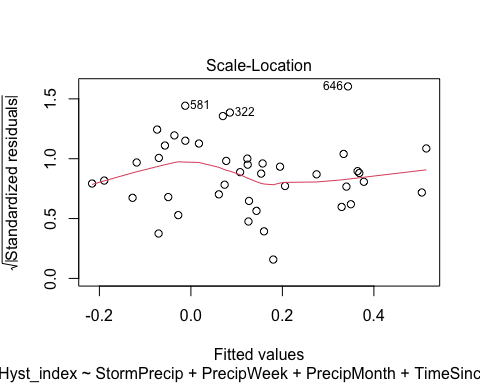 Scale-Location
√|Standardized residuals|
0.0 0.5 1.0 1.5
581
322
646
-0.2 0.0 0.2 0.4
Fitted values
Hyst_index ~ StormPrecip + PrecipWeek + PrecipMonth + TimeSinc